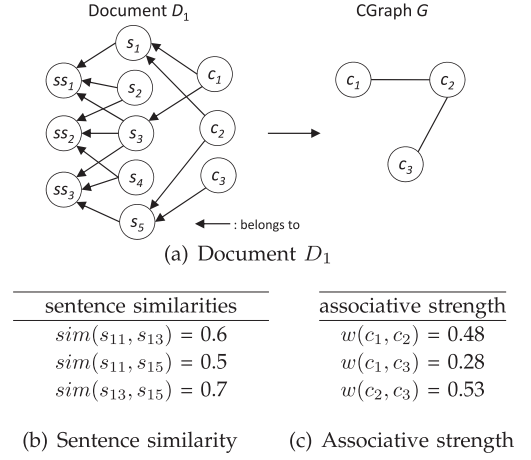 Document D1
CGraph G
s1
ss1
s2
c1
c1
c2
ss2
s3
c2
ss3
s4
c3
c3
s5
: belongs to
(a) Document D1
sentence similarities
sim(s11, s13) = 0.6
sim(s11, s15) = 0.5
sim(s13, s15) = 0.7
(b) Sentence similarity
associative strength
w(c1, c2) = 0.48
w(c1, c3) = 0.28
w(c2, c3) = 0.53
(c) Associative strength